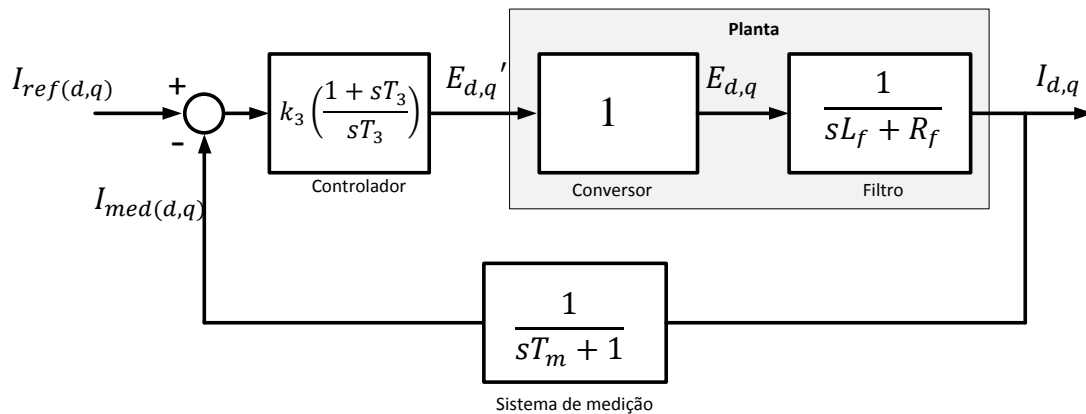 Planta
I_{ref(d,q)}
+
-
k_3 \left( \frac{1 + sT_3}{sT_3} \right)
Controlador
E_{d,q}'
1
Conversor
E_{d,q}
\frac{1}{sL_f + R_f}
Filtro
I_{d,q}
I_{med(d,q)}
\frac{1}{sT_m + 1}
Sistema de medição